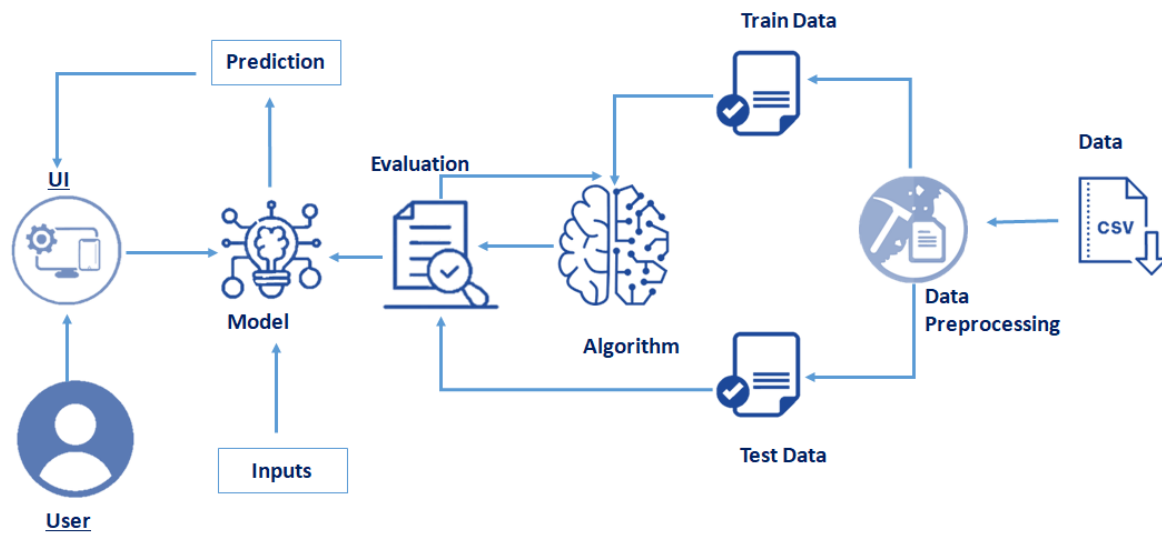 Train Data
Prediction
Evaluation
Data
UI
CSV
Data
Preprocessing
Model
Algorithm
Inputs
Test Data
User